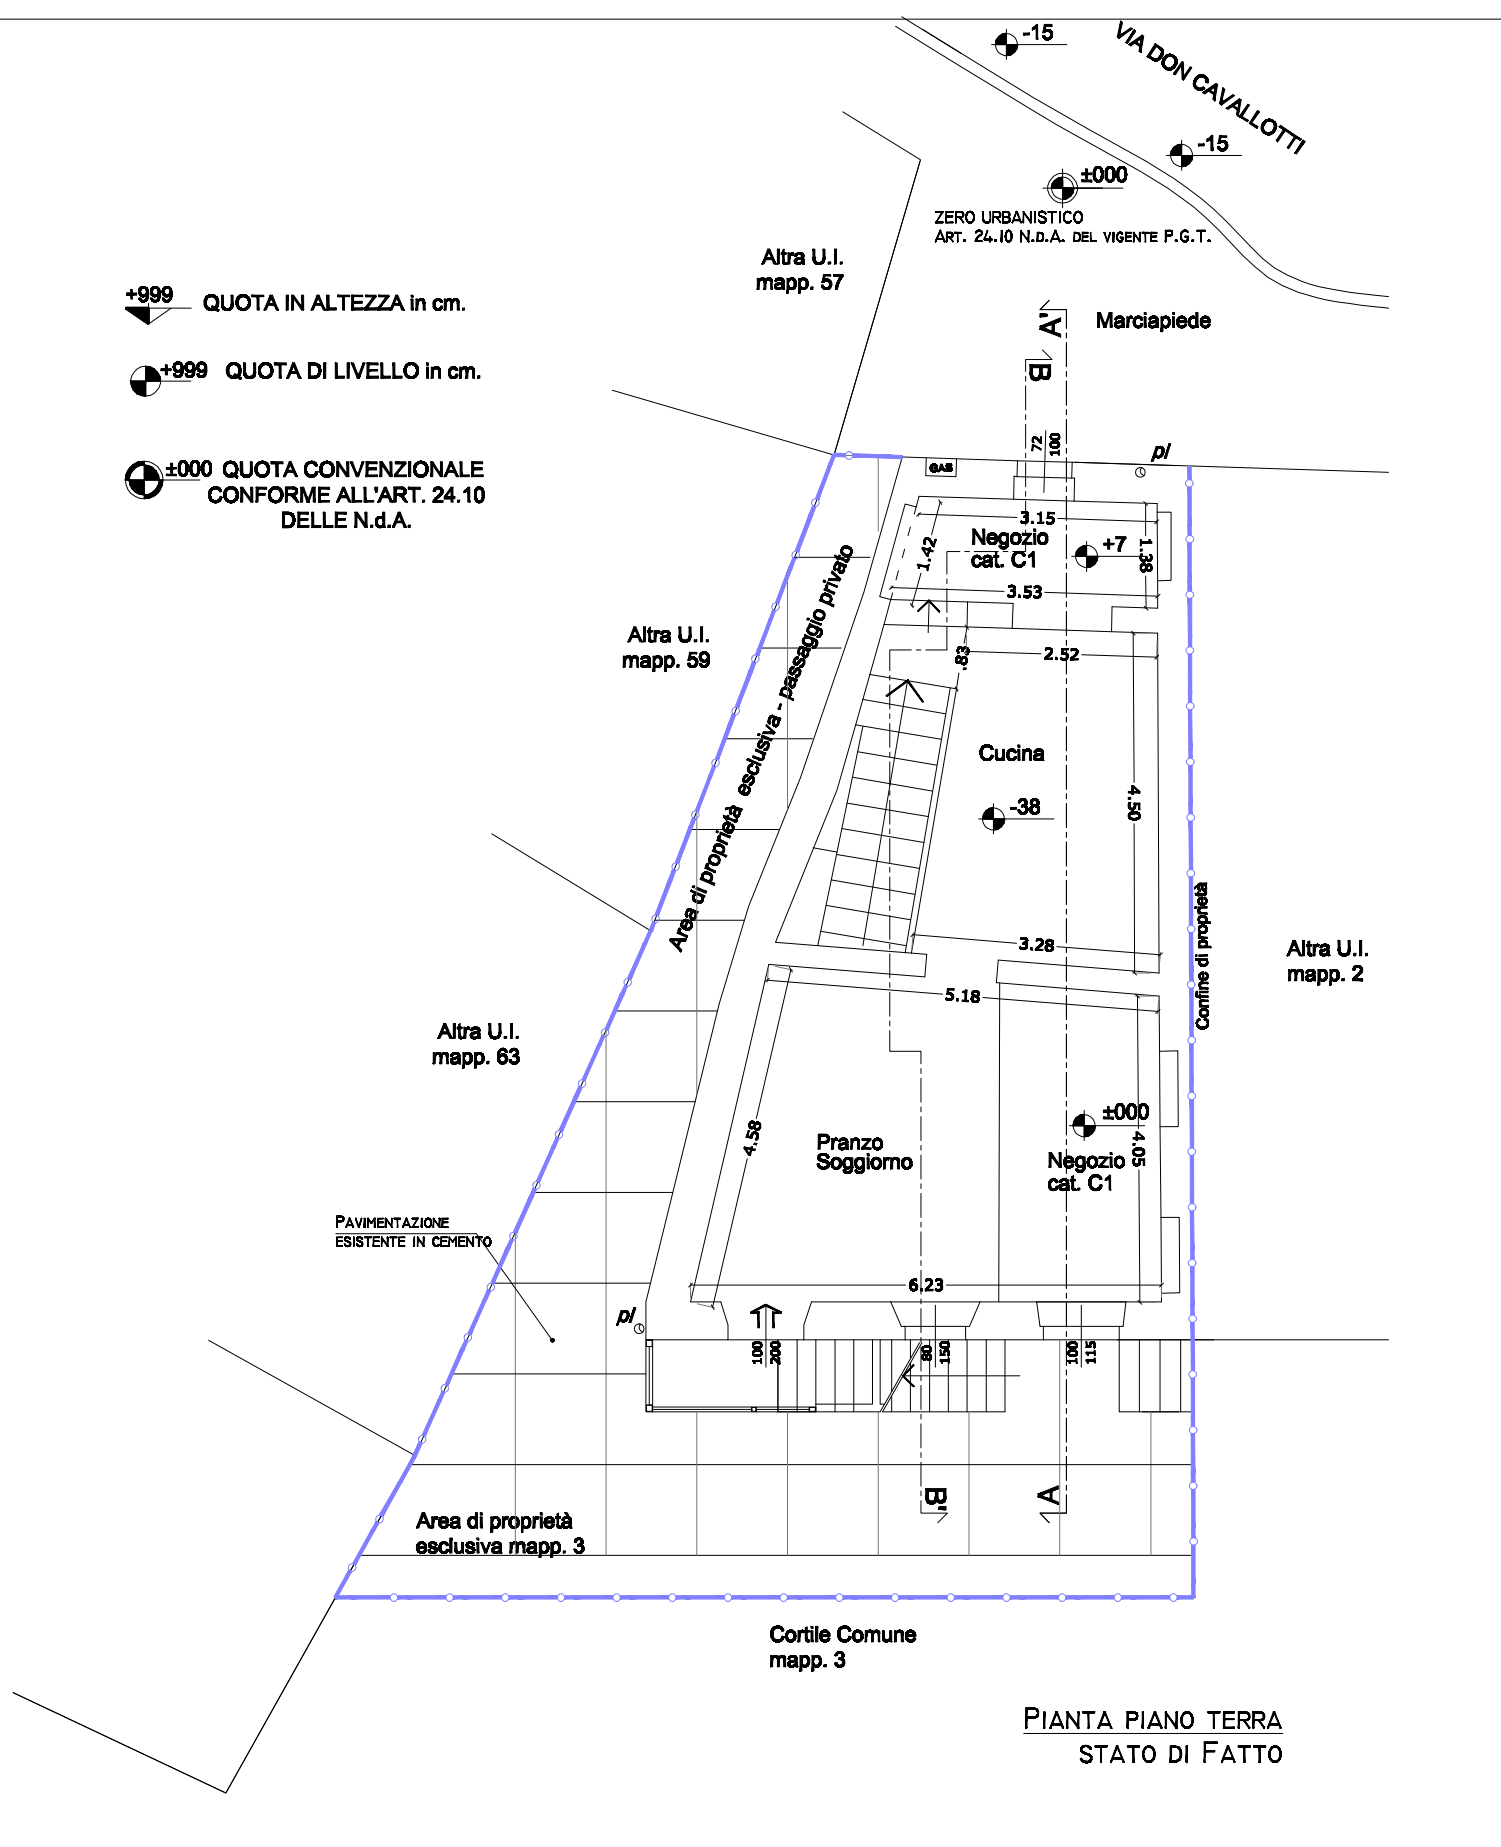 -15
VIA DON CAVALLOTTI
-15
±000
ZERO URBANISTICO
ART. 24.10 N.D.A. DEL VIGENTE P.G.T.
Altra U.I.
mapp. 57
+999 QUOTA IN ALTEZZA in cm.
+999 QUOTA DI LIVELLO in cm.
±000 QUOTA CONVENZIONALE
CONFORME ALL'ART. 24.10
DELLE N.d.A.
A'
Marciapiede
B
72
100
pl
GAS
3.15
Negozio
cat. C1
+7
1.42
1.38
3.53
Area di proprietà esclusiva - passaggio privato
Altra U.I.
mapp. 59
.83
2.52
Cucina
4.50
-38
3.28
Confine di proprietà
Altra U.I.
mapp. 2
5.18
Altra U.I.
mapp. 63
4.58
Pranzo
Soggiorno
±000
4.05
Negozio
cat. C1
PAVIMENTAZIONE
ESISTENTE IN CEMENTO
6.23
pl
100
200
80
150
100
115
B'
A
Area di proprietà
esclusiva mapp. 3
Cortile Comune
mapp. 3
PIANTA PIANO TERRA
STATO DI FATTO